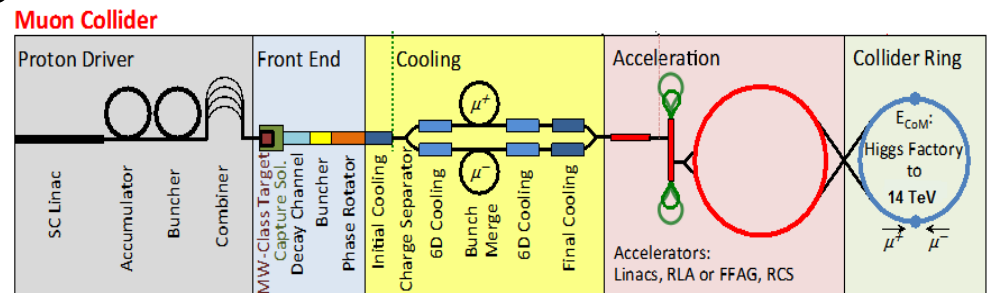 Muon Collider
Proton Driver
Front End
Cooling
Acceleration
Collider Ring
SC Linac
Accumulator
Buncher
Combiner
MW-Class Target
Capture Sol.
Decay Channel
Buncher
Phase Rotator
Initial Cooling
Charge Separator
6D Cooling
Bunch
Merge
6D Cooling
Final Cooling
μ+
μ−
Accelerators:
Linacs, RLA or FFAG, RCS
ECoM:
Higgs Factory
to
14 TeV
μ+ μ−